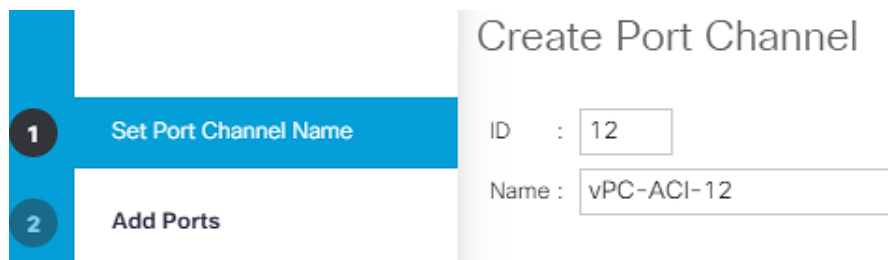 Create Port Channel
1 Set Port Channel Name
2 Add Ports
ID : 12
Name : vPC-ACI-12